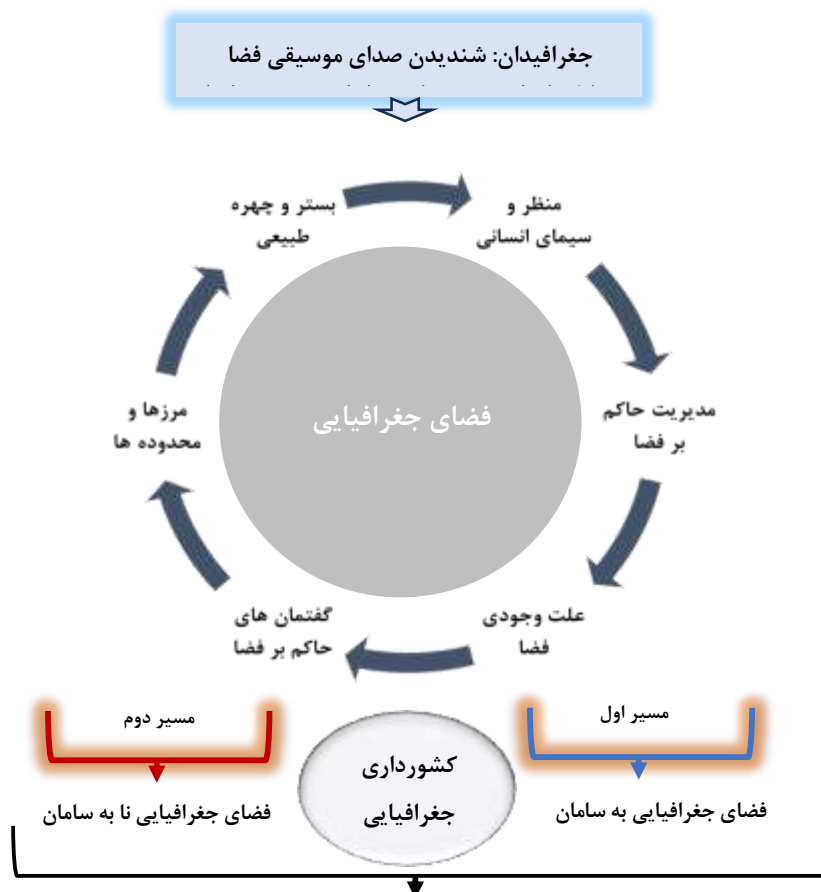 جغرافیدان: شندیدن صدای موسیقی فضا
منظر و
سیمای انسانی
بستر و چهره
طبیعی
مدیریت حاکم
بر فضا
مرزها و
محدوده ها
فضای جغرافیایی
علت وجودی
فضا
گفتمان های
حاکم بر فضا
مسیر اول
مسیر دوم
کشورداری
جغرافیایی
فضای جغرافیایی به سامان
فضای جغرافیایی نا به سامان